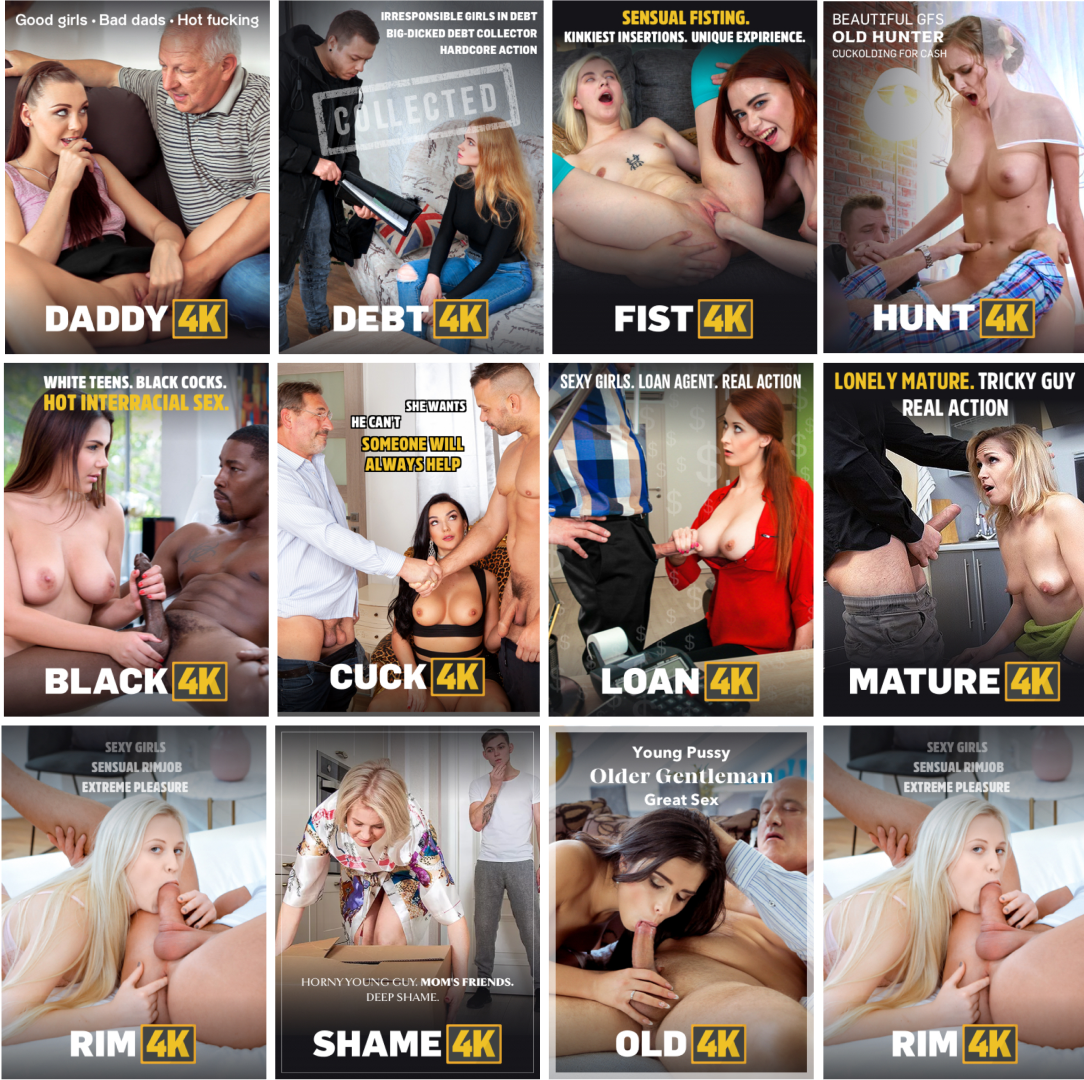 Good girls • Bad dads • Hot fucking
DADDY 4K
IRRESPONSIBLE GIRLS IN DEBT
BIG-DICKED DEBT COLLECTOR
HARDCORE ACTION
COLLECTED
DEBT 4K
SENSUAL FISTING.
KINKIEST INSERTIONS. UNIQUE EXPIRIENCE.
FIST 4K
BEAUTIFUL GFS
OLD HUNTER
CUCKOLDING FOR CASH
HUNT 4K
WHITE TEENS. BLACK COCKS.
HOT INTERRACIAL SEX.
BLACK 4K
SHE WANTS
HE CAN'T
SOMEONE WILL
ALWAYS HELP
CUCK 4K
SEXY GIRLS. LOAN AGENT. REAL ACTION
LOAN 4K
LONELY MATURE. TRICKY GUY
REAL ACTION
MATURE 4K
SEXY GIRLS
SENSUAL RIMJOB
EXTREME PLEASURE
RIM 4K
HORNY YOUNG GUY. MOM'S FRIENDS.
DEEP SHAME.
SHAME 4K
Young Pussy
Older Gentleman
Great Sex
OLD 4K
SEXY GIRLS
SENSUAL RIMJOB
EXTREME PLEASURE
RIM 4K